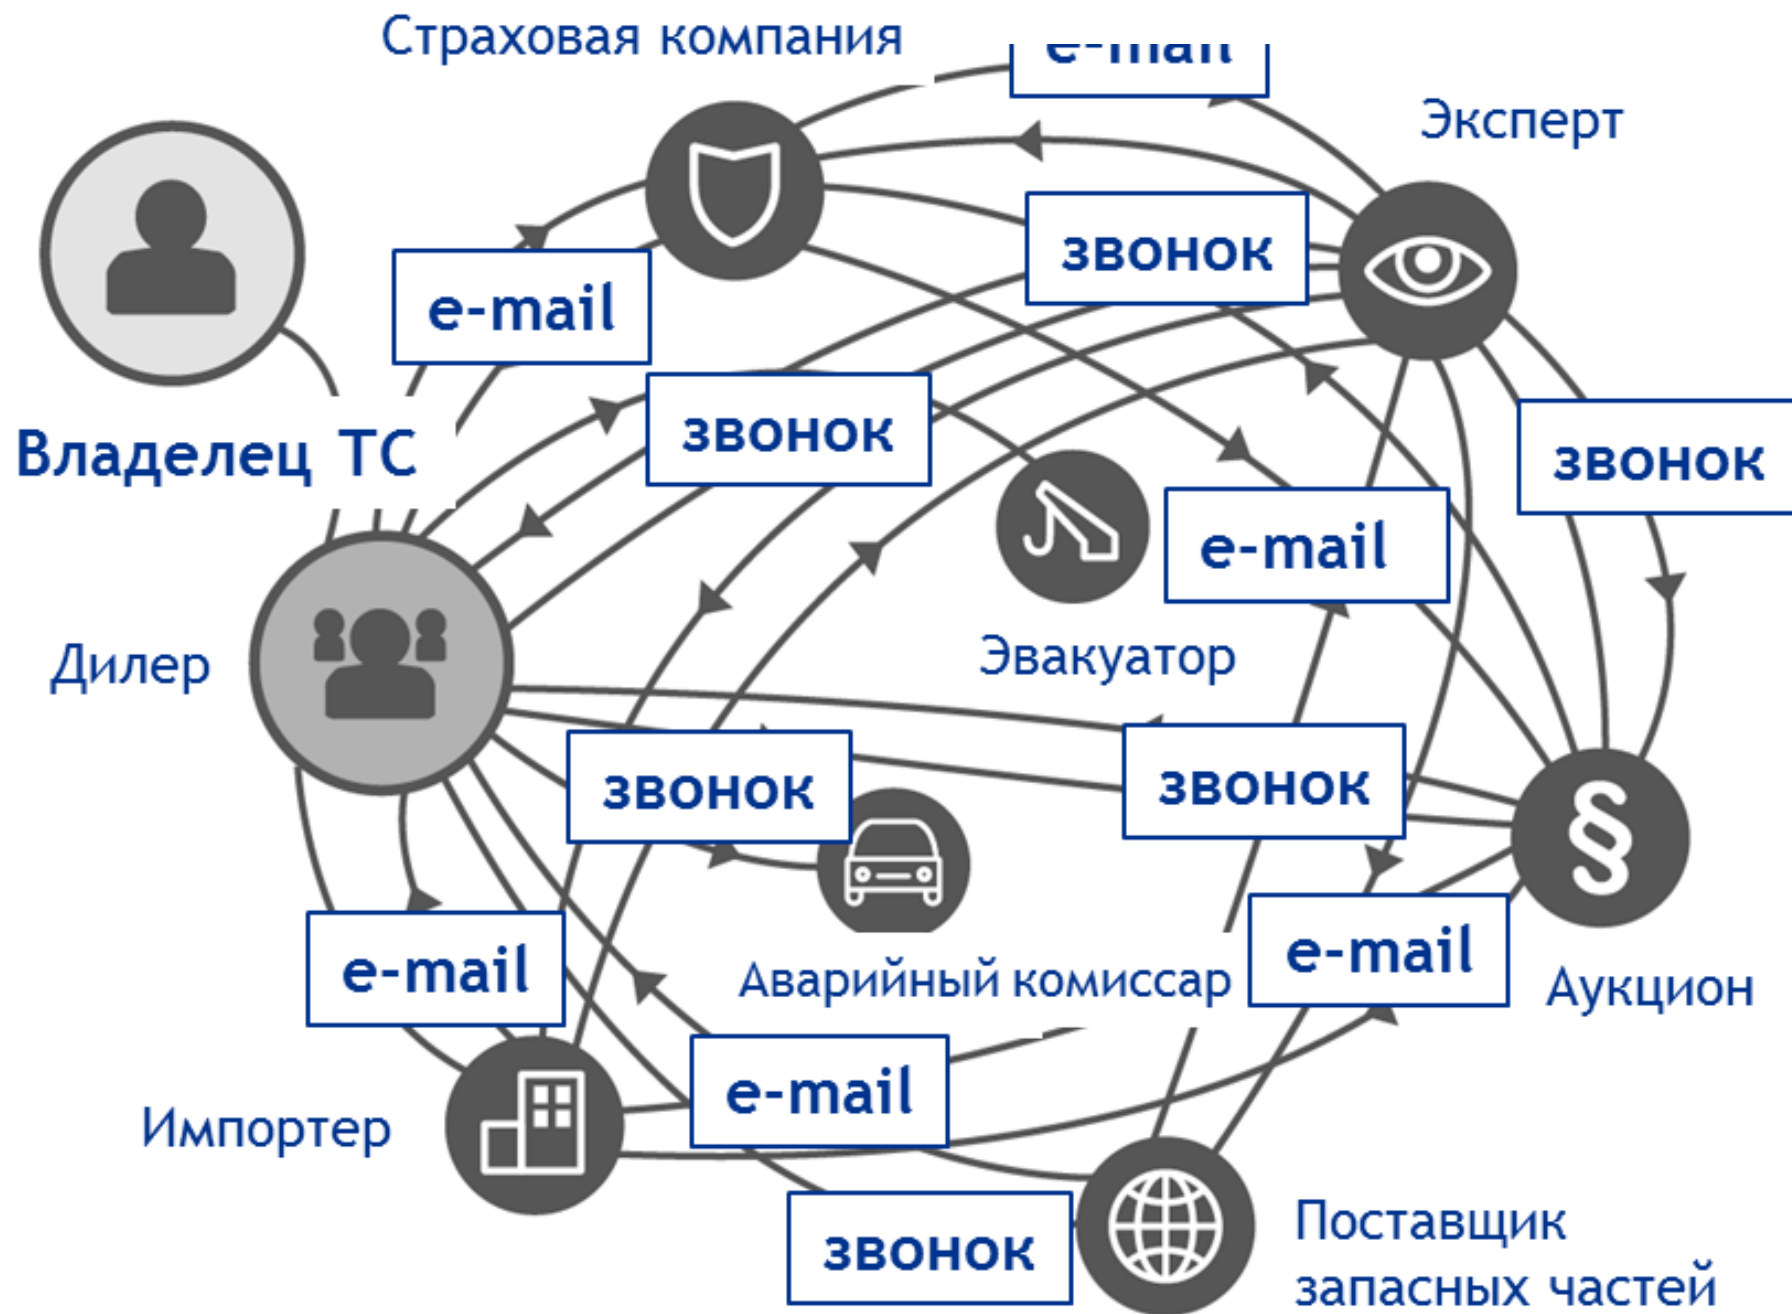 Страховая компания
e-mail
Эксперт
звонок
e-mail
звонок
Владелец ТС
звонок
e-mail
Эвакуатор
Дилер
звонок
звонок
e-mail
e-mail
Аварийный комиссар
Аукцион
e-mail
Импортер
звонок
Поставщик
запасных частей